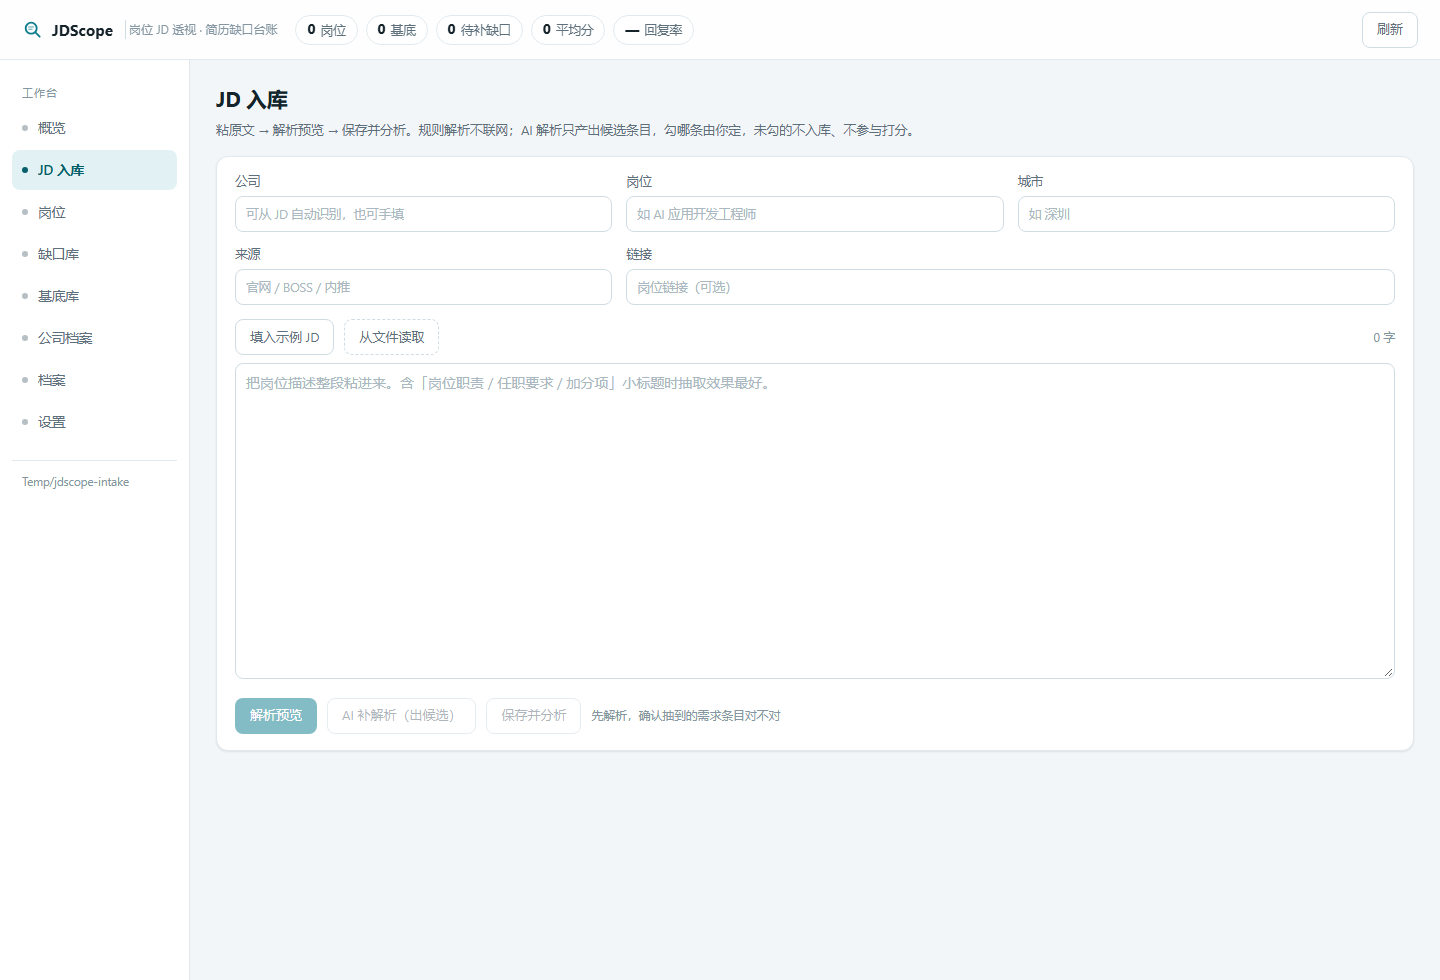 JDScope 岗位 JD 透视 · 简历缺口台账 0 岗位 0 基底 0 待补缺口 0 平均分 — 回复率 刷新
工作台
概览
JD 入库
岗位
缺口库
基底库
公司档案
档案
设置
Temp/jdscope-intake
JD 入库
粘原文 → 解析预览 → 保存并分析。规则解析不联网；AI 解析只产出候选条目，勾哪条由你定，未勾的不入库、不参与打分。
公司 岗位 城市
可从 JD 自动识别，也可手填 如 AI 应用开发工程师 如 深圳
来源 链接
官网 / BOSS / 内推 岗位链接（可选）
填入示例 JD 从文件读取 0 字
把岗位描述整段粘进来。含「岗位职责 / 任职要求 / 加分项」小标题时抽取效果最好。
解析预览 AI 补解析（出候选） 保存并分析 先解析，确认抽到的需求条目对不对